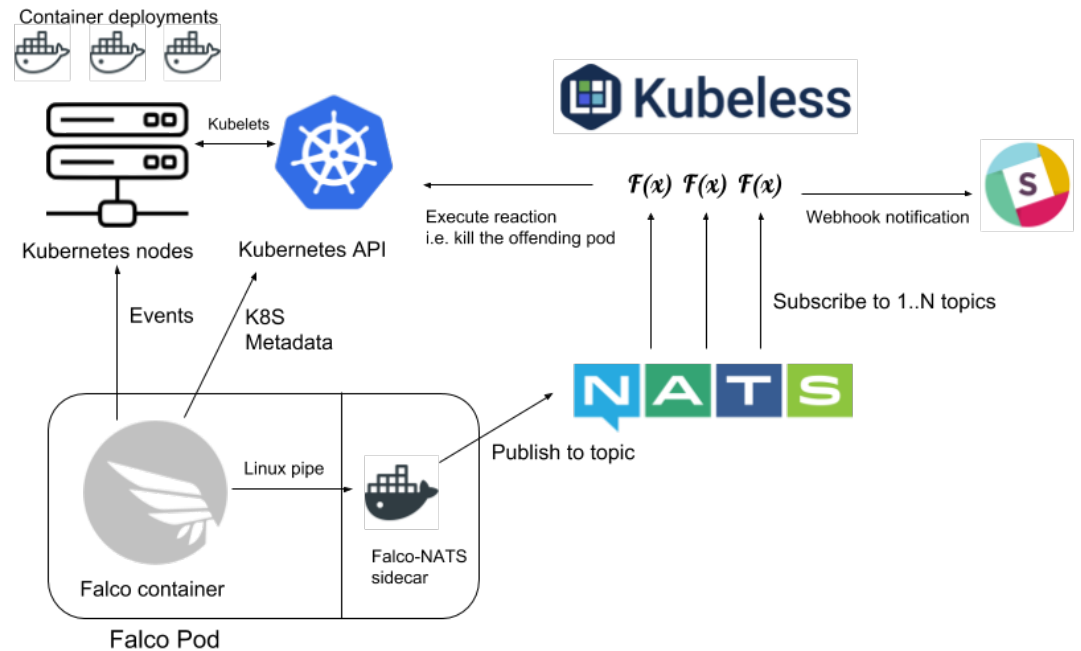 Container deployments
Kubeless
Kubelets
F(x) F(x) F(x)
S
Execute reaction
i.e. kill the offending pod
Webhook notification
Kubernetes nodes
Kubernetes API
Events
K8S
Metadata
Subscribe to 1..N topics
NATS
Publish to topic
Linux pipe
Falco-NATS
sidecar
Falco container
Falco Pod